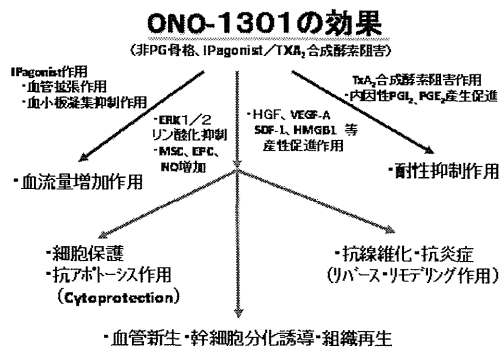 ONO-1301の効果
(非PG骨格、IPagonist/TXA₂合成酵素阻害)
IPagonist作用
・血管拡張作用
・血小板凝集抑制作用
・ERK1/2
リン酸化抑制
・MSC、EPC、
NO増加
・HGF、VEGF-A
SDF-1、HMGB1 等
産性促進作用
TxA₂合成酵素阻害作用
・内因性PGI₂、PGE₂産生促進
・血流量増加作用
・耐性抑制作用
・細胞保護
・抗アポトーシス作用
(Cytoprotection)
・抗線維化・抗炎症
(リバース・リモデリング作用)
・血管新生・幹細胞分化誘導・組織再生